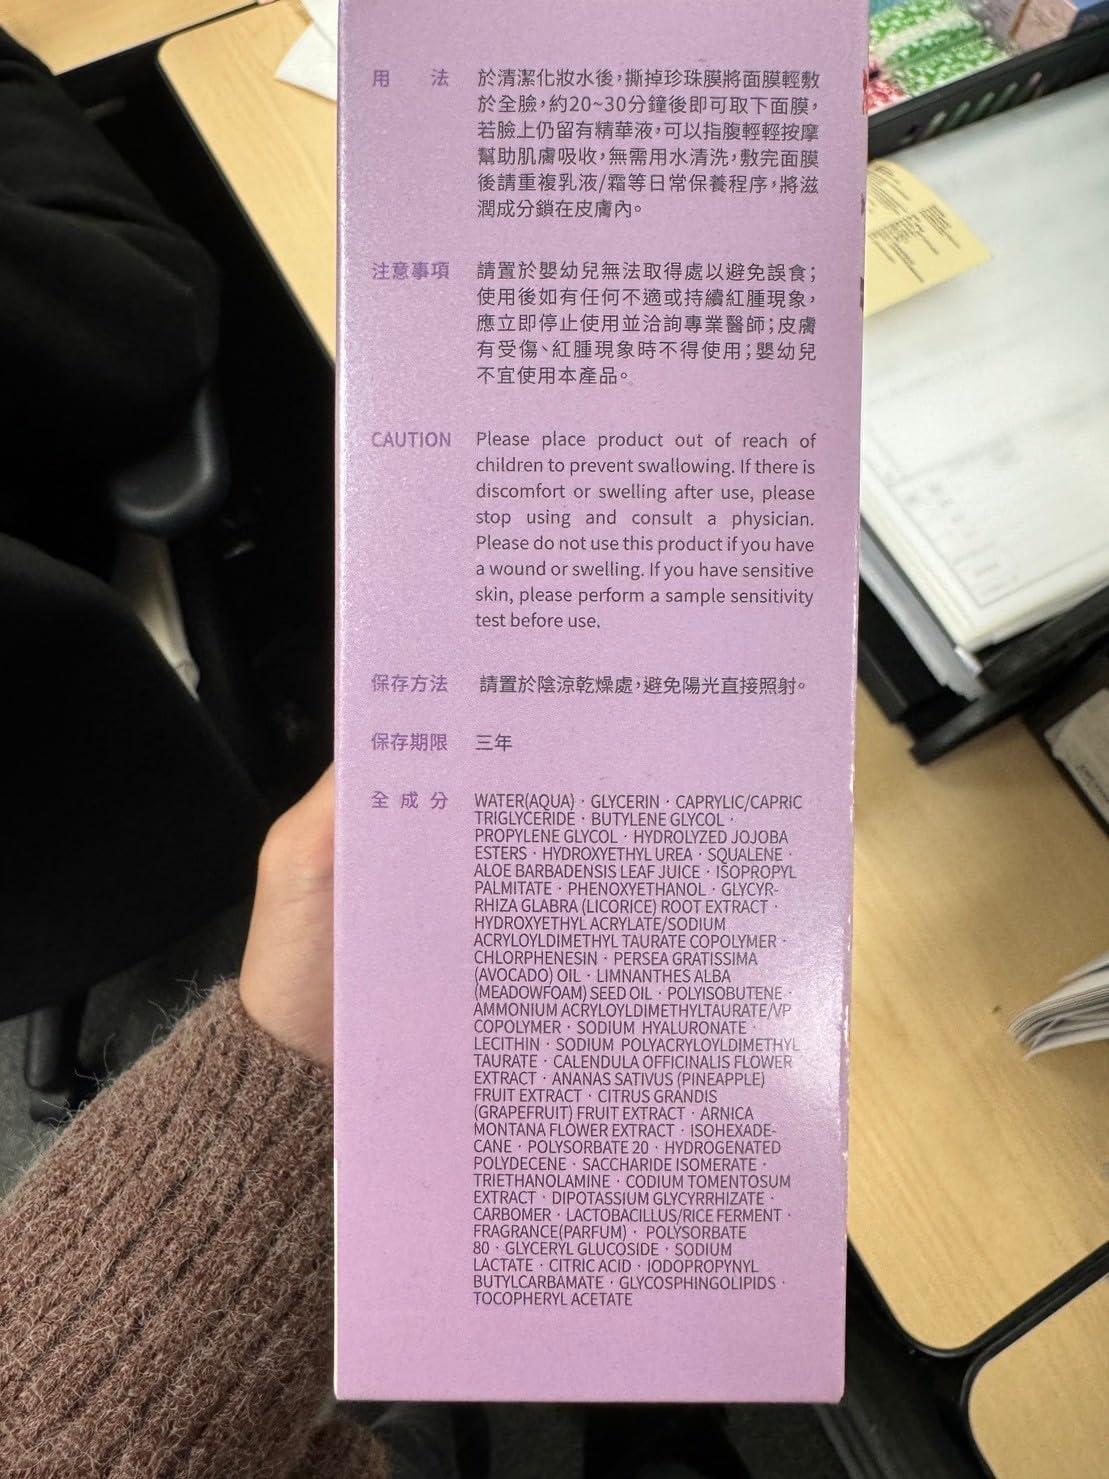 用法 於清潔化妝水後,撕掉珍珠膜將面膜輕敷
於全臉,約20~30分鐘後即可取下面膜,
若臉上仍留有精華液,可以指腹輕輕按摩
幫助肌膚吸收,無需用水清洗,敷完面膜
後請重複乳液/霜等日常保養程序,將滋
潤成分鎖在皮膚內。
注意事項 請置於嬰幼兒無法取得處以避免誤食;
使用後如有任何不適或持續紅腫現象,
應立即停止使用並洽詢專業醫師;皮膚
有受傷、紅腫現象時不得使用;嬰幼兒
不宜使用本產品。
CAUTION Please place product out of reach of
children to prevent swallowing. If there is
discomfort or swelling after use, please
stop using and consult a physician.
Please do not use this product if you have
a wound or swelling. If you have sensitive
skin, please perform a sample sensitivity
test before use.
保存方法 請置於陰涼乾燥處,避免陽光直接照射。
保存期限 三年
全成分 WATER(AQUA)・GLYCERIN・CAPRYLIC/CAPRIC
TRIGLYCERIDE・BUTYLENE GLYCOL・
PROPYLENE GLYCOL・HYDROLYZED JOJOBA
ESTERS・HYDROXYETHYL UREA・SQUALENE・
ALOE BARBADENSIS LEAF JUICE・ISOPROPYL
PALMITATE・PHENOXYETHANOL・GLYCYR-
RHIZA GLABRA (LICORICE) ROOT EXTRACT・
HYDROXYETHYL ACRYLATE/SODIUM
ACRYLOYLDIMETHYL TAURATE COPOLYMER・
CHLORPHENESIN・PERSEA GRATISSIMA
(AVOCADO) OIL・LIMNANTHES ALBA
(MEADOWFOAM) SEED OIL・POLYISOBUTENE・
AMMONIUM ACRYLOYLDIMETHYLTAURATE/VP
COPOLYMER・SODIUM HYALURONATE・
LECITHIN・SODIUM POLYACRYLOYLDIMETHYL
TAURATE・CALENDULA OFFICINALIS FLOWER
EXTRACT・ANANAS SATIVUS (PINEAPPLE)
FRUIT EXTRACT・CITRUS GRANDIS
(GRAPEFRUIT) FRUIT EXTRACT・ARNICA
MONTANA FLOWER EXTRACT・ISOHEXADE-
CANE・POLYSORBATE 20・HYDROGENATED
POLYDECENE・SACCHARIDE ISOMERATE・
TRIETHANOLAMINE・CODIUM TOMENTOSUM
EXTRACT・DIPOTASSIUM GLYCYRRHIZATE・
CARBOMER・LACTOBACILLUS/RICE FERMENT・
FRAGRANCE(PARFUM)・POLYSORBATE
80・GLYCERYL GLUCOSIDE・SODIUM
LACTATE・CITRIC ACID・IODOPROPYNYL
BUTYLCARBAMATE・GLYCOSPHINGOLIPIDS・
TOCOPHERYL ACETATE